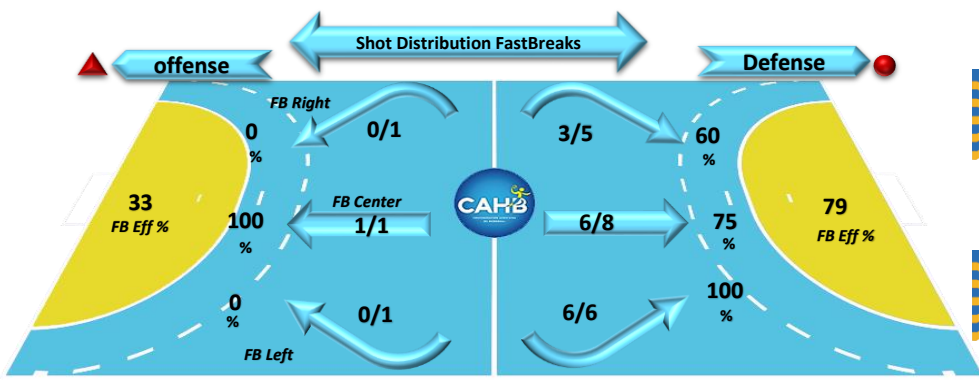 Shot Distribution FastBreaks
offense
Defense
FB Right
0
%
0/1
3/5
60
%
33
FB Eff %
100
%
FB Center
1/1
CAHB
6/8
75
%
79
FB Eff %
0
%
0/1
6/6
100
%
FB Left